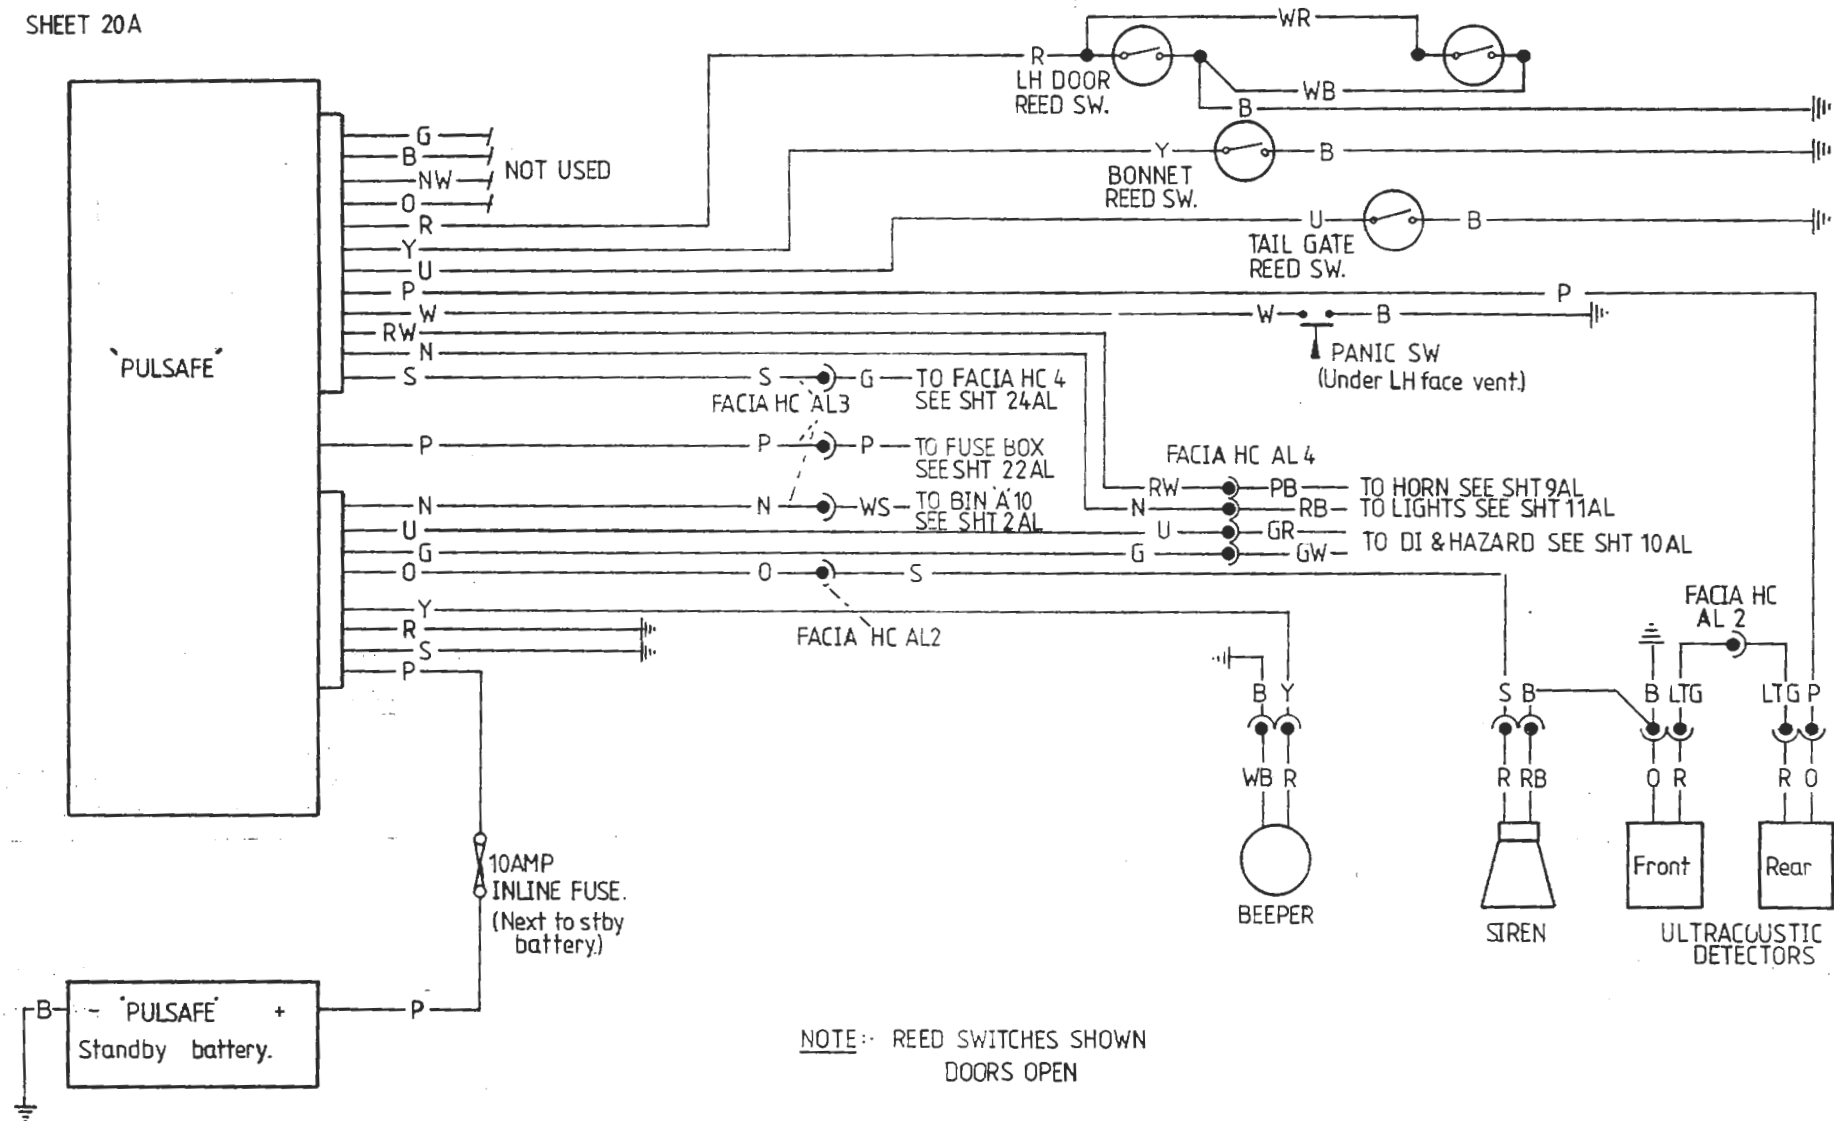 SHEET 20A
WR
R
LH DOOR
REED SW.
WB
B
G
B
NW
O
NOT USED
R
Y
U
P
W
RW
N
S
Y
BONNET
REED SW.
B
U
TAIL GATE
REED SW.
B
P
W
B
PANIC SW
(Under LH face vent.)
'PULSAFE'
S
G
TO FACIA HC 4
SEE SHT 24AL
FACIA HC AL3
P
P
P
TO FUSE BOX
SEE SHT 22AL
N
N
WS
TO BIN 'A' 10
SEE SHT 2AL
FACIA HC AL4
RW
PB
TO HORN SEE SHT 9AL
N
RB
TO LIGHTS SEE SHT 11AL
U
U
GR
G
G
GW
TO DI & HAZARD SEE SHT 10AL
O
O
S
FACIA HC AL2
Y
R
S
P
FACIA HC
AL 2
B
Y
S
B
B
LTG
LTG
P
WB
R
R
RB
O
R
R
O
BEEPER
SIREN
Front
Rear
ULTRACOUSTIC
DETECTORS
10AMP
INLINE FUSE.
(Next to stby
battery.)
B
- 'PULSAFE' +
Standby battery.
P
NOTE:- REED SWITCHES SHOWN
DOORS OPEN